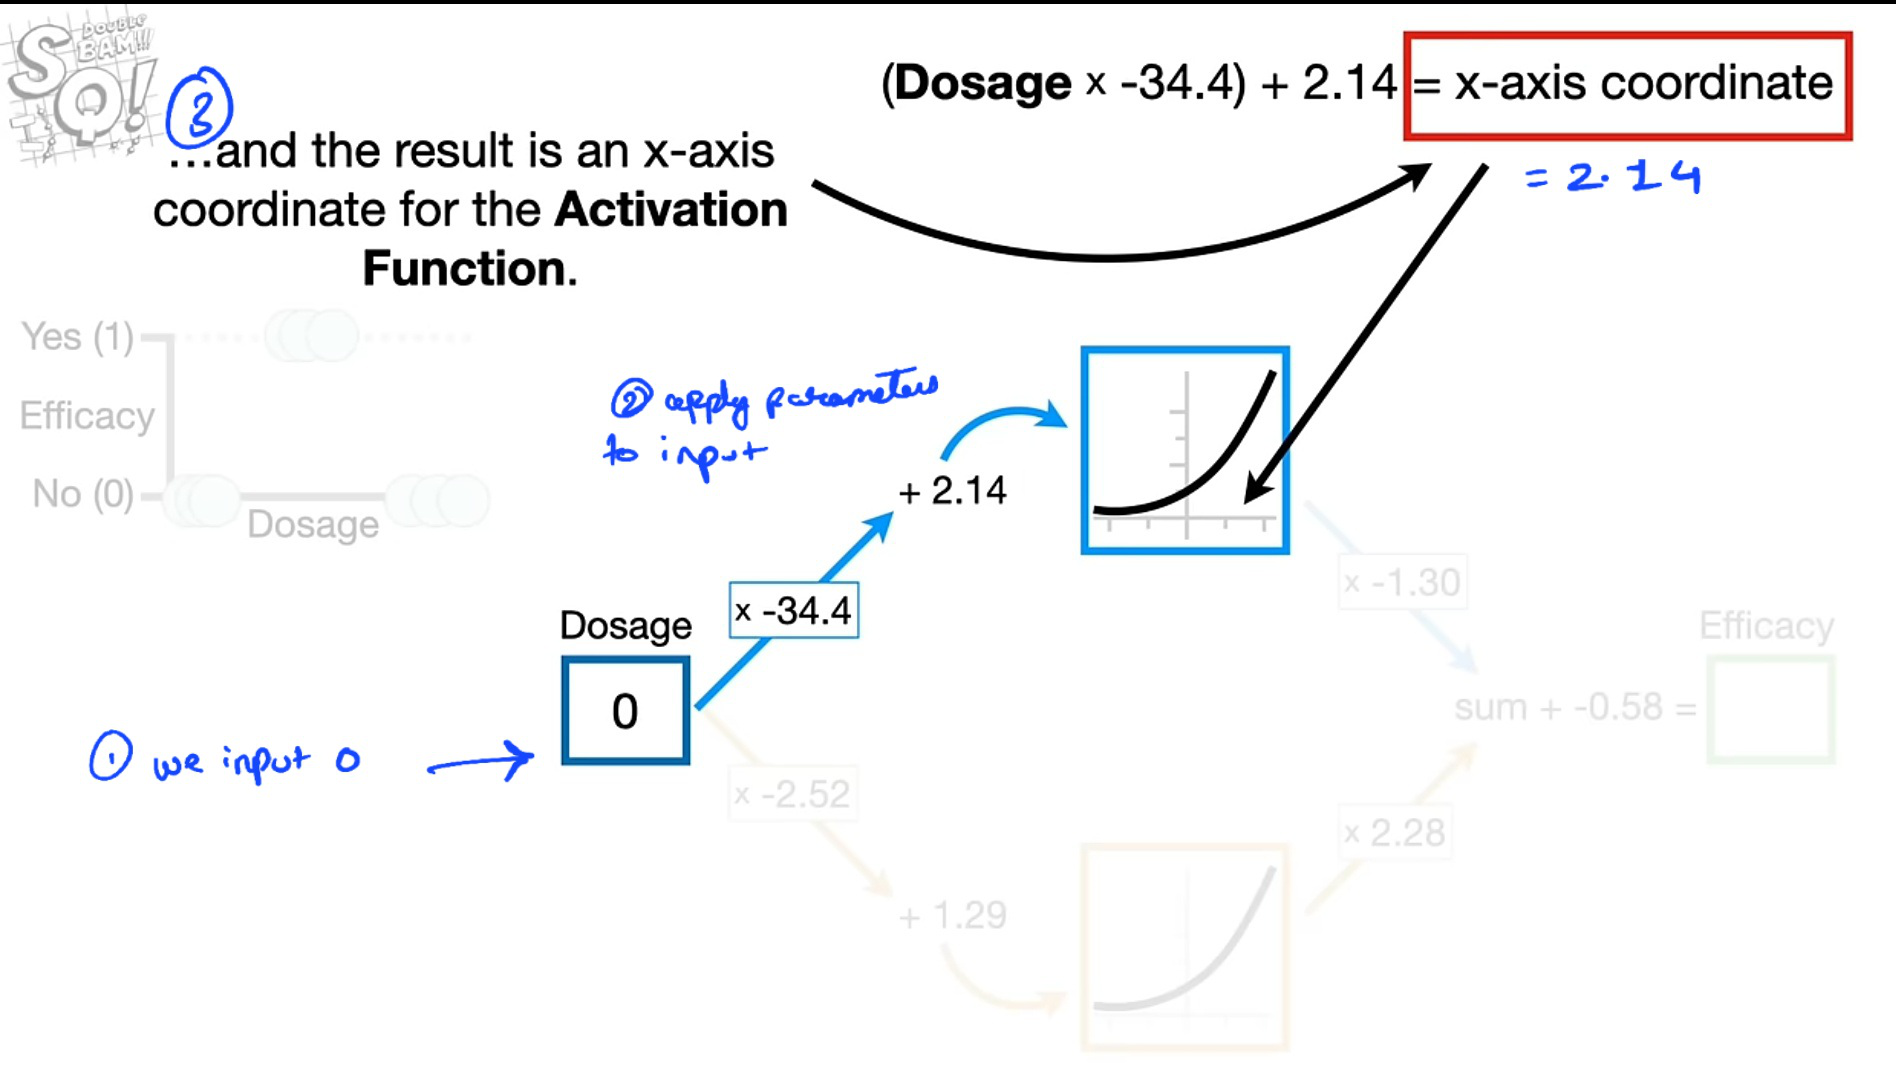 DOUBLE
BAM!!!
SQ!
(Dosage x -34.4) + 2.14 = x-axis coordinate
= 2.14
3
...and the result is an x-axis
coordinate for the Activation
Function.
Yes (1)
Efficacy
No (0)
Dosage
2 apply parameters
to input
+ 2.14
x -34.4
x -1.30
Dosage
0
Efficacy
sum + -0.58 =
1 we input 0
x -2.52
x 2.28
+ 1.29